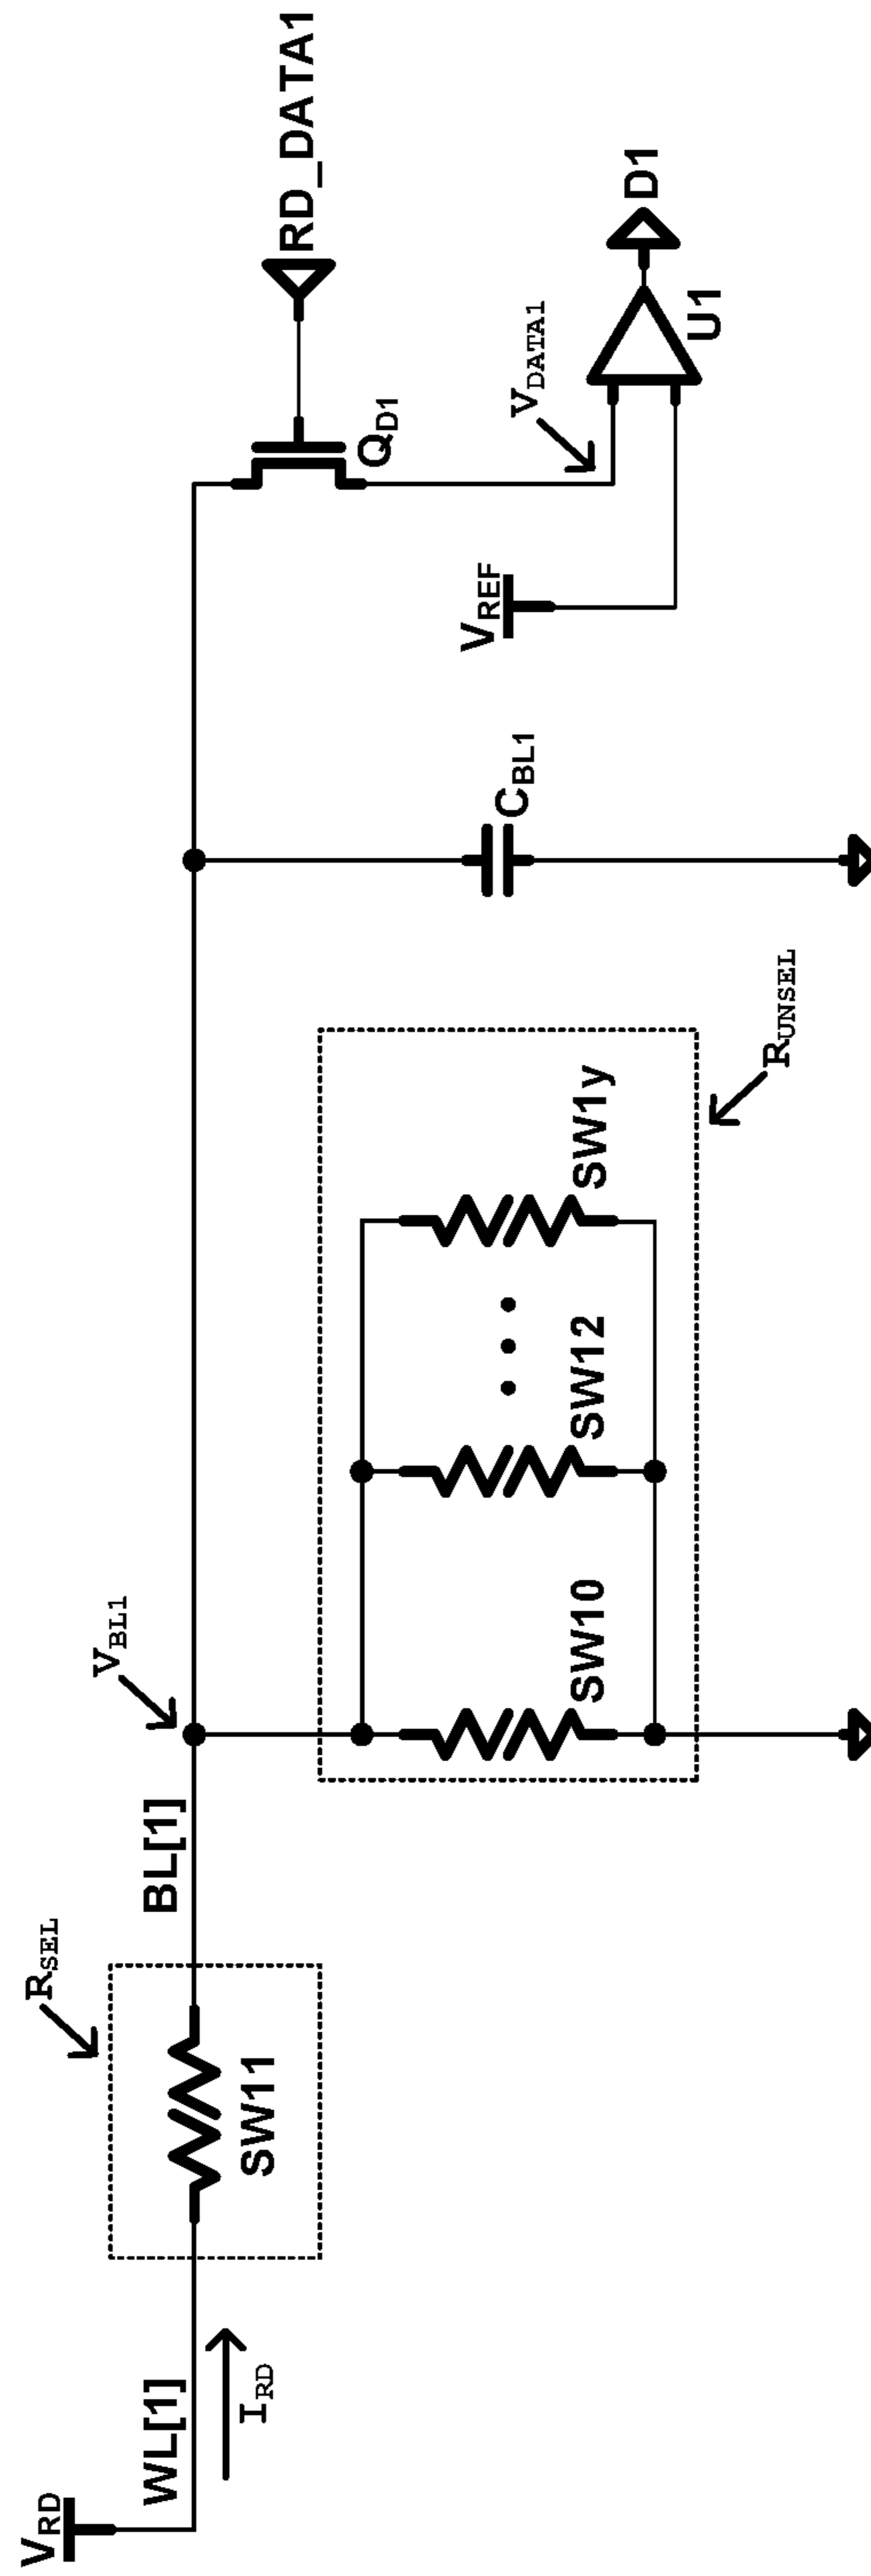 V_RD
WL[1]
I_RD
R_SEL
SW11
BL[1]
V_BL1
SW10
SW12
SW1y
R_UNSEL
C_BL1
V_REF
Q_D1
RD_DATA1
V_DATA1
U1
D1